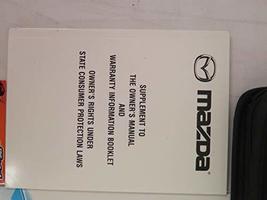 mazda
SUPPLEMENT TO
THE OWNER'S MANUAL
AND
WARRANTY INFORMATION BOOKLET
OWNER'S RIGHTS UNDER
STATE CONSUMER PROTECTION LAWS